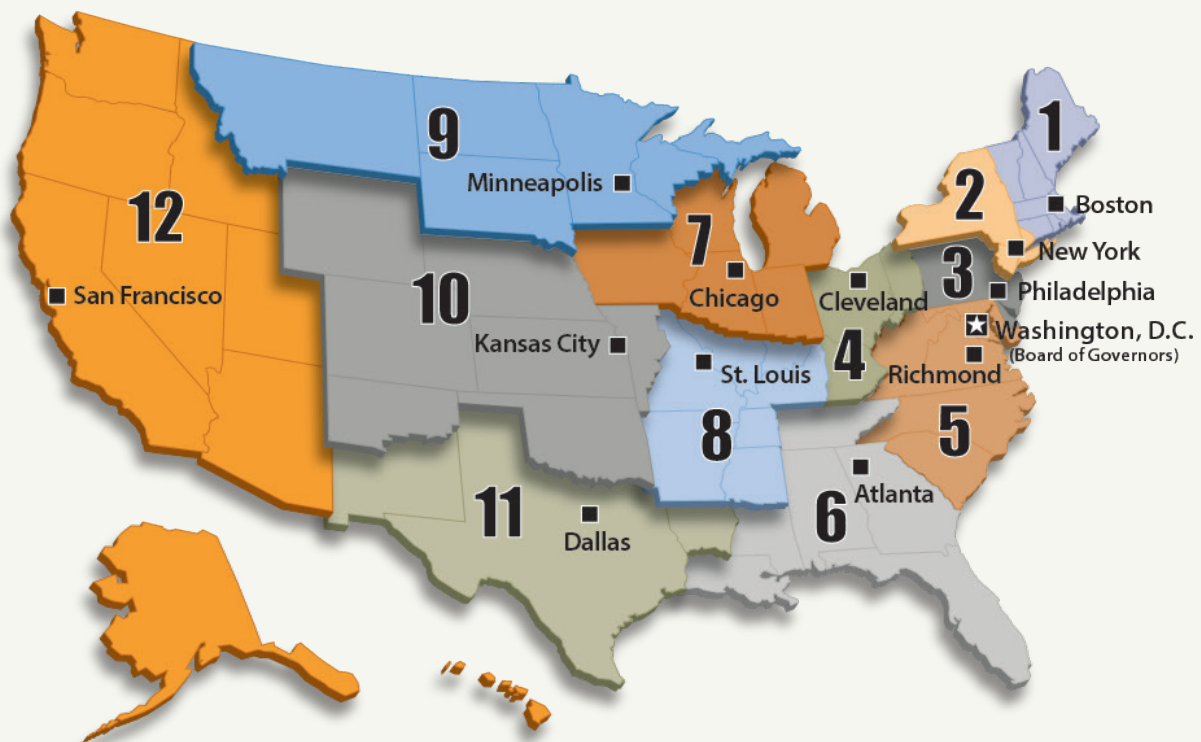 1
9
Minneapolis
2
Boston
12
7
New York
3
10
San Francisco
Chicago
Cleveland
Philadelphia
Washington, D.C.
Kansas City
4
(Board of Governors)
St. Louis
Richmond
8
5
11
6
Atlanta
Dallas